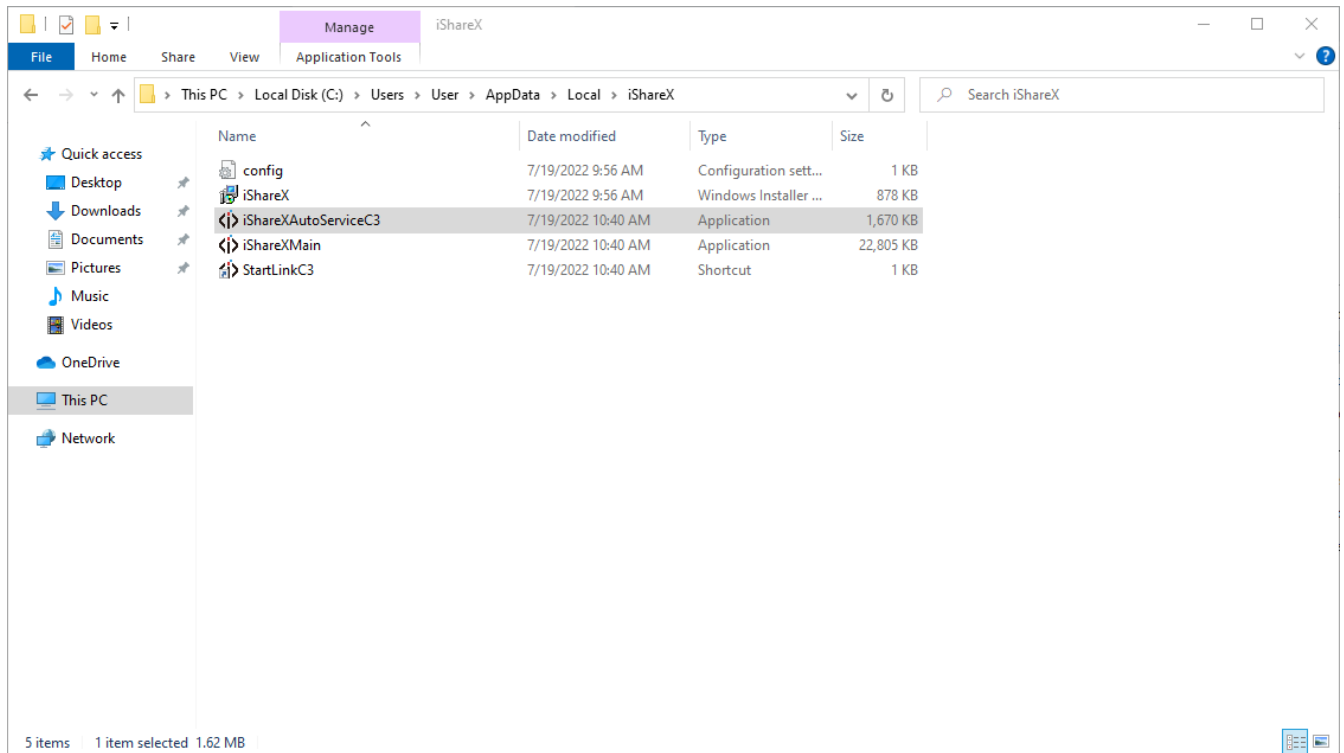 Manage iShareX
File Home Share View Application Tools
This PC Local Disk (C:) Users User AppData Local iShareX Search iShareX
Name Date modified Type Size
Quick access
Desktop
Downloads
Documents
Pictures
Music
Videos
OneDrive
This PC
Network
config 7/19/2022 9:56 AM Configuration sett... 1 KB
iShareX 7/19/2022 9:56 AM Windows Installer ... 878 KB
iShareXAutoServiceC3 7/19/2022 10:40 AM Application 1,670 KB
iShareXMain 7/19/2022 10:40 AM Application 22,805 KB
StartLinkC3 7/19/2022 10:40 AM Shortcut 1 KB
5 items 1 item selected 1.62 MB